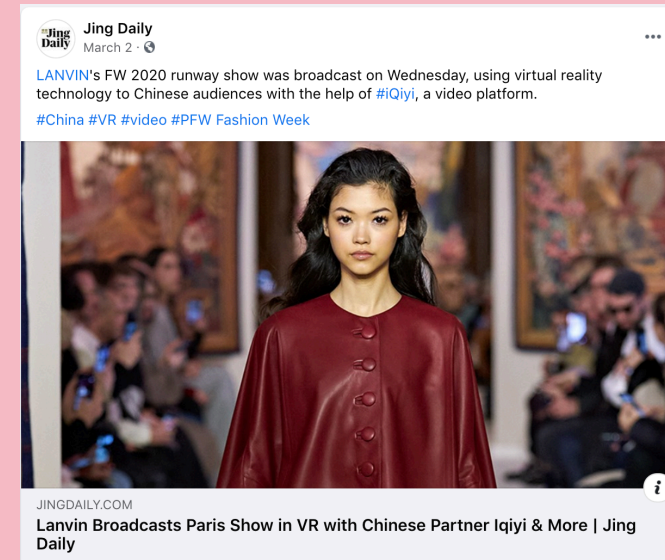 Jing
Daily
Jing Daily
March 2 ·
LANVIN's FW 2020 runway show was broadcast on Wednesday, using virtual reality
technology to Chinese audiences with the help of #iQiyi, a video platform.
#China #VR #video #PFW Fashion Week
i
JINGDAILY.COM
Lanvin Broadcasts Paris Show in VR with Chinese Partner Iqiyi & More | Jing
Daily